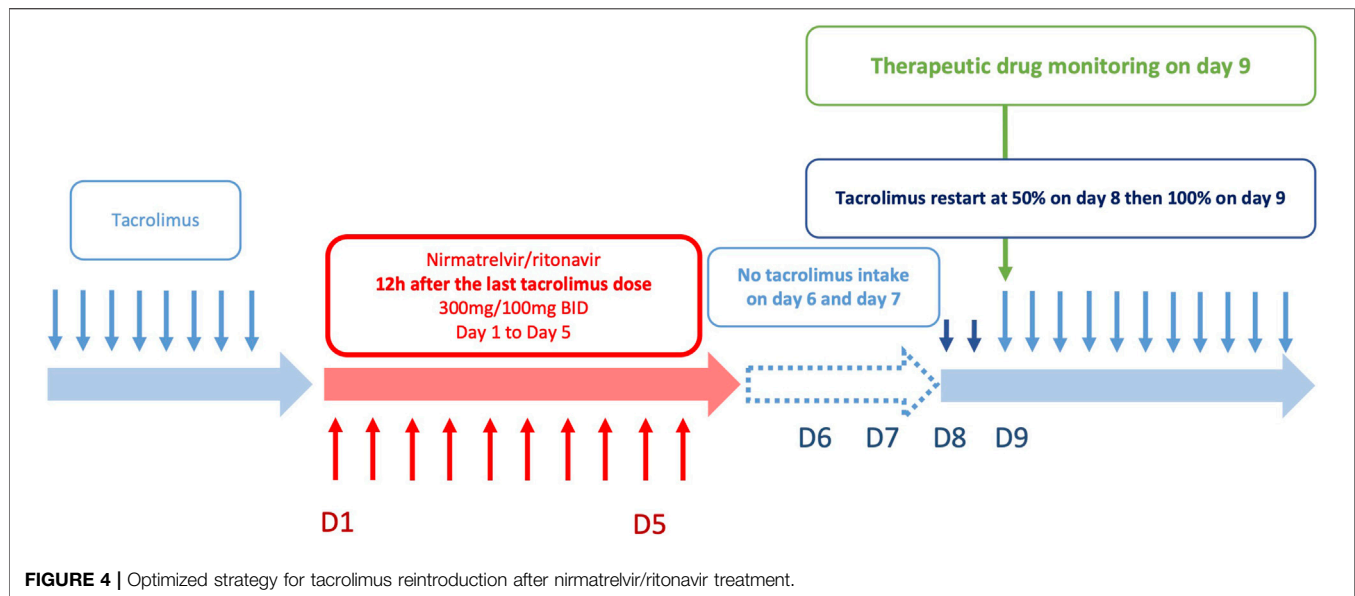 Therapeutic drug monitoring on day 9
Tacrolimus restart at 50% on day 8 then 100% on day 9
Tacrolimus
Nirmatrelvir/ritonavir
12h after the last tacrolimus dose
300mg/100mg BID
Day 1 to Day 5
No tacrolimus intake
on day 6 and day 7
D6 D7 D8 D9
D1 D5
FIGURE 4 | Optimized strategy for tacrolimus reintroduction after nirmatrelvir/ritonavir treatment.